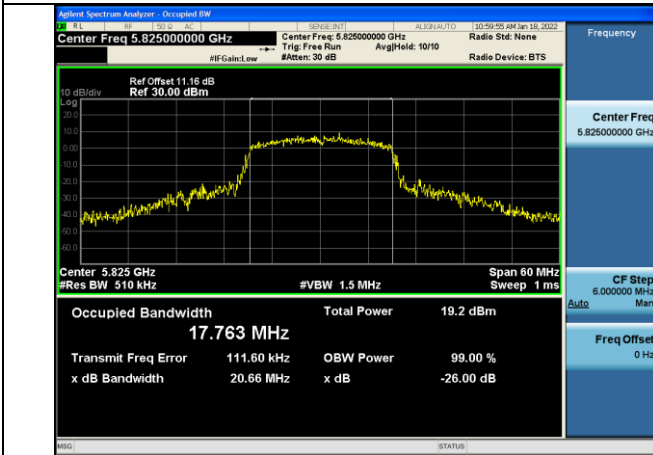 Agilent Spectrum Analyzer - Occupied BW
RL RF 50 Ω AC SENSE:INT ALIGNAUTO 10:59:55 AM Jan 18, 2022
Center Freq 5.825000000 GHz
Center Freq: 5.825000000 GHz
Radio Std: None
Trig: Free Run Avg|Hold: 10/10
#IFGain:Low
#Atten: 30 dB
Radio Device: BTS
Frequency
Ref Offset 11.16 dB
10 dB/div Ref 30.00 dBm
Log
20.0
10.0
0.00
-10.0
-20.0
-30.0
-40.0
-50.0
-60.0
Center Freq
5.825000000 GHz
Center 5.825 GHz
Span 60 MHz
#Res BW 510 kHz
#VBW 1.5 MHz
Sweep 1 ms
CF Step
6.000000 MHz
Auto Man
Occupied Bandwidth
Total Power 19.2 dBm
17.763 MHz
Transmit Freq Error 111.60 kHz
OBW Power 99.00 %
x dB Bandwidth 20.66 MHz
x dB -26.00 dB
Freq Offset
0 Hz
MSG
STATUS